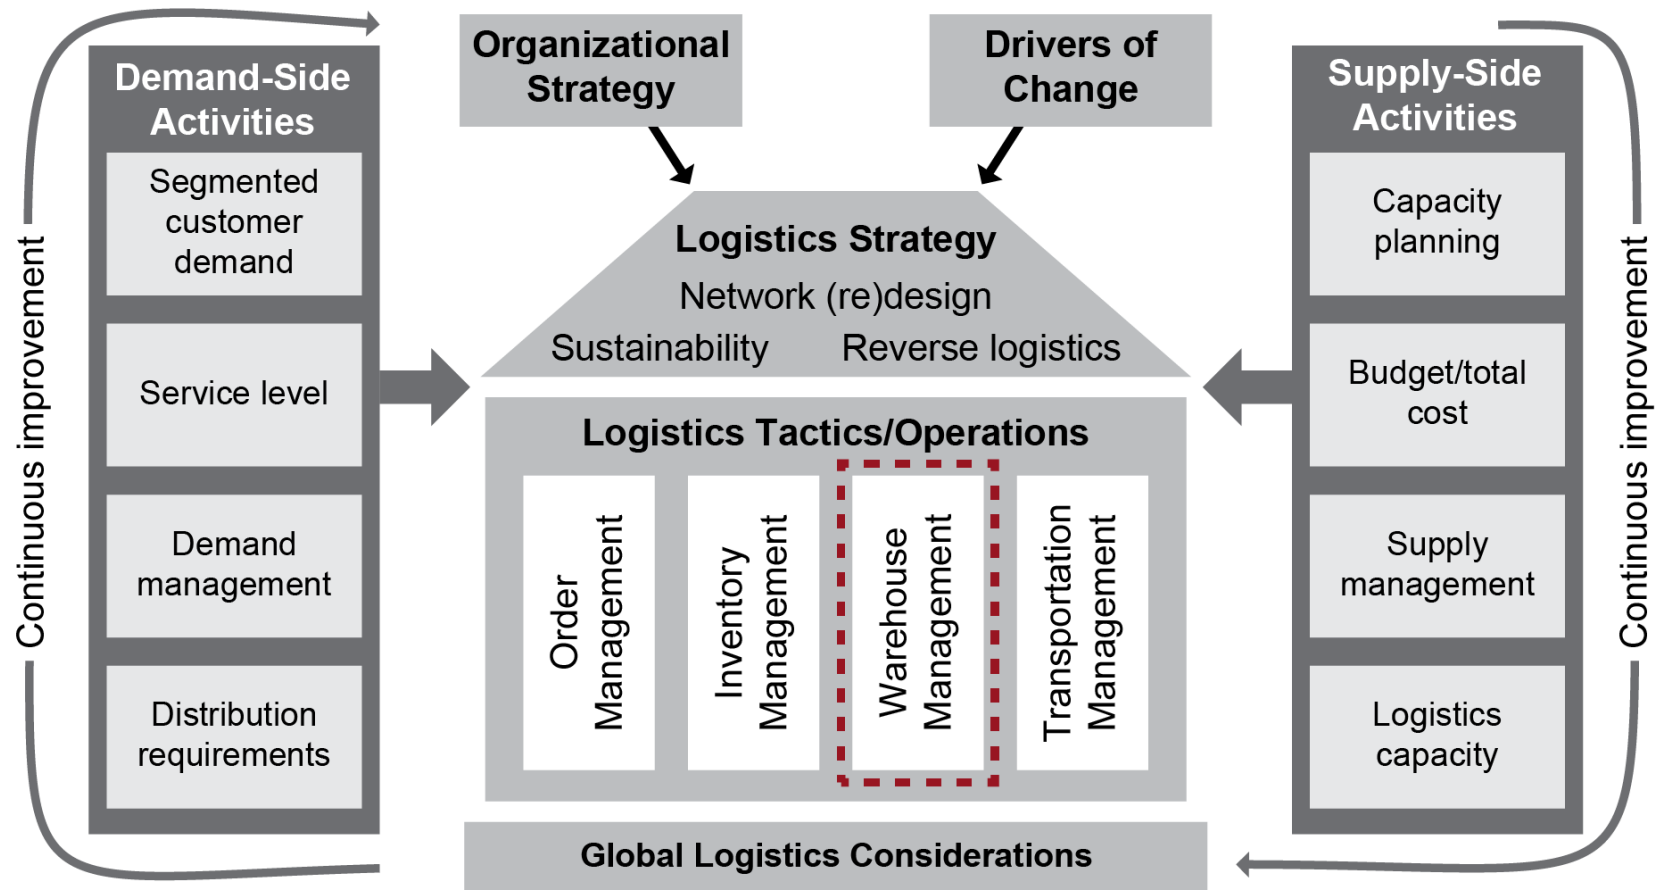 Organizational
Strategy
Drivers of
Change
Demand-Side
Activities
Segmented
customer
demand
Service level
Demand
management
Distribution
requirements
Continuous improvement
Logistics Strategy
Network (re)design
Sustainability
Reverse logistics
Logistics Tactics/Operations
Order
Management
Inventory
Management
Warehouse
Management
Transportation
Management
Global Logistics Considerations
Supply-Side
Activities
Capacity
planning
Budget/total
cost
Supply
management
Logistics
capacity
Continuous improvement